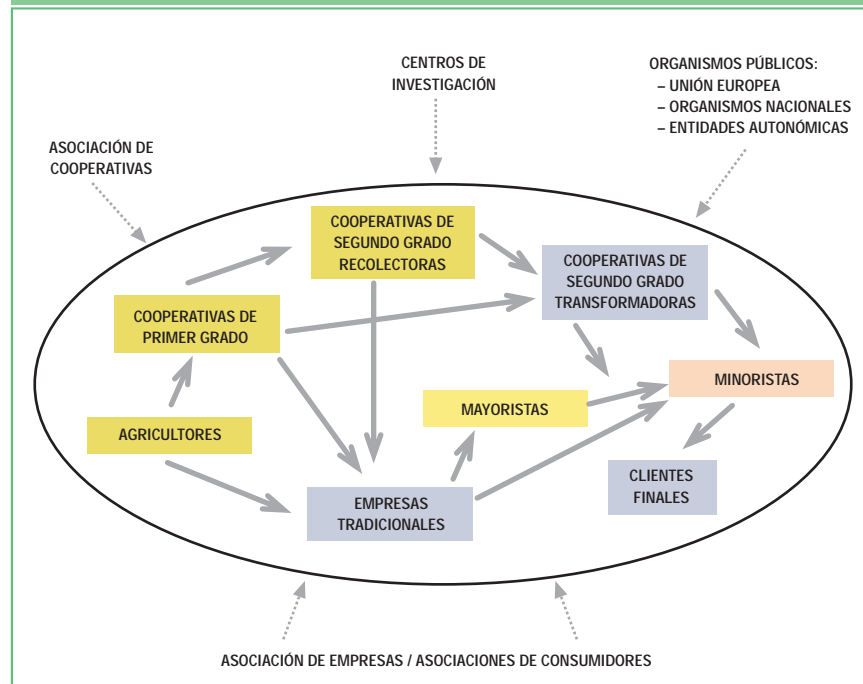 CENTROS DE
INVESTIGACIÓN
ORGANISMOS PÚBLICOS:
– UNIÓN EUROPEA
– ORGANISMOS NACIONALES
– ENTIDADES AUTONÓMICAS
ASOCIACIÓN DE
COOPERATIVAS
COOPERATIVAS DE
SEGUNDO GRADO
RECOLECTORAS
COOPERATIVAS DE
SEGUNDO GRADO
TRANSFORMADORAS
COOPERATIVAS DE
PRIMER GRADO
MINORISTAS
MAYORISTAS
AGRICULTORES
CLIENTES
FINALES
EMPRESAS
TRADICIONALES
ASOCIACIÓN DE EMPRESAS / ASOCIACIONES DE CONSUMIDORES